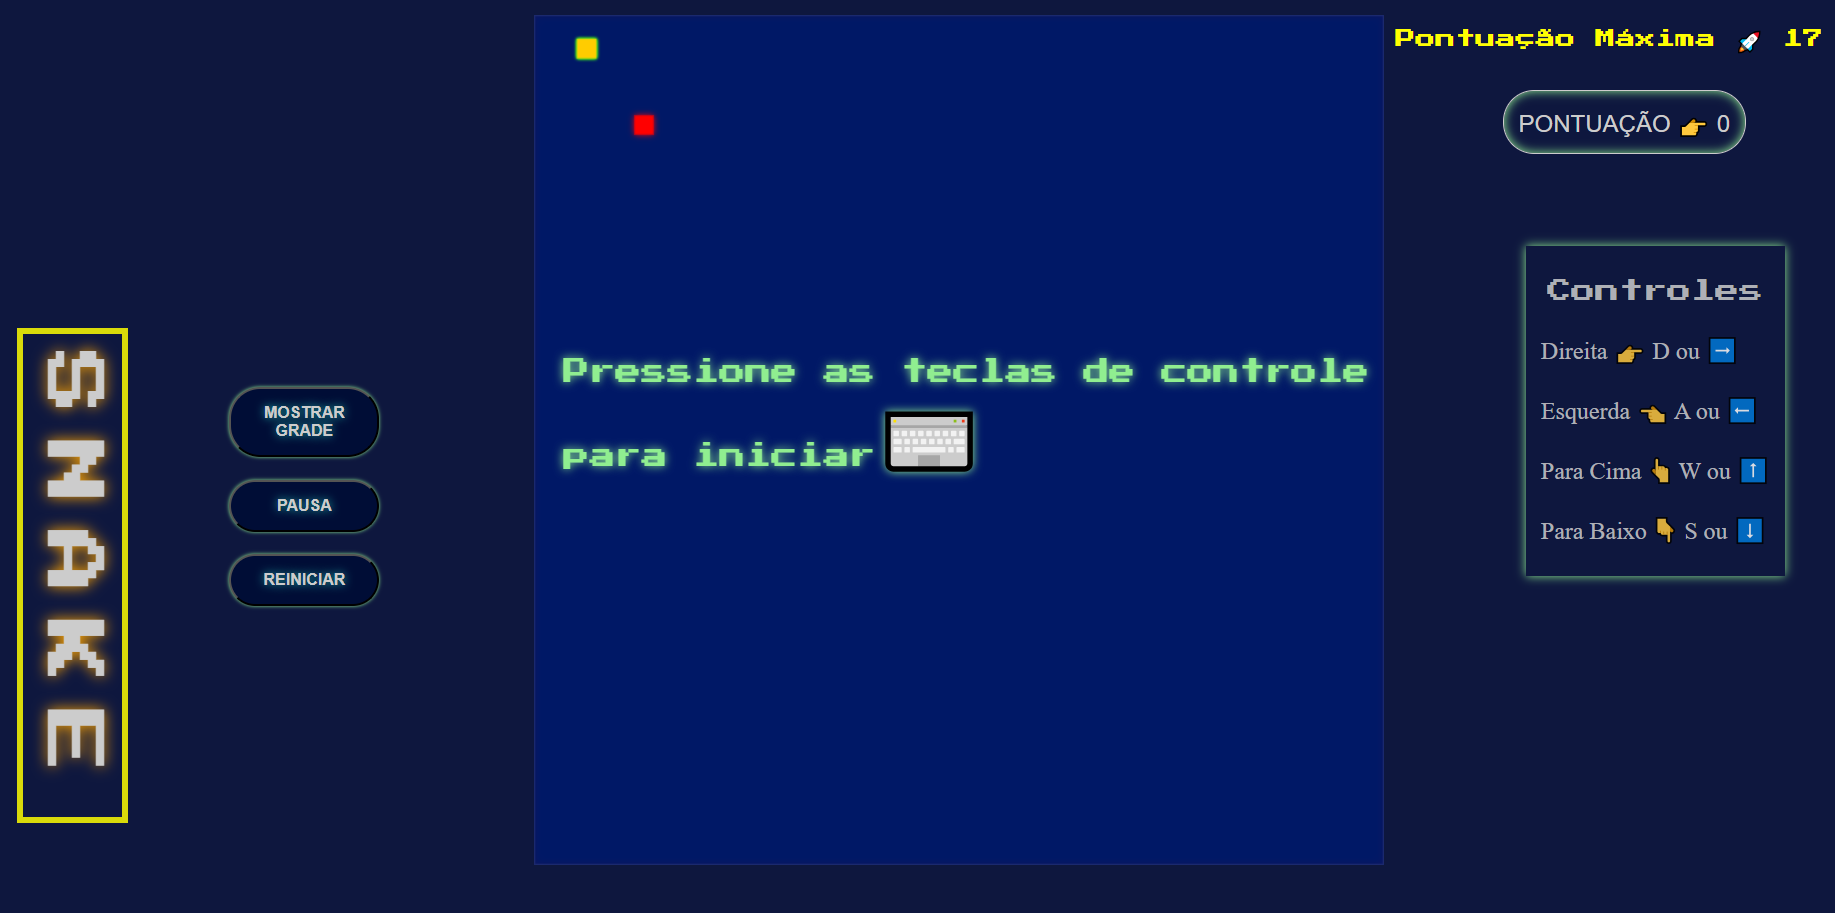 SNAKE
MOSTRAR
GRADE
PAUSA
REINICIAR
Pressione as teclas de controle
para iniciar
Pontuação Máxima 🚀 17
PONTUAÇÃO 👉 0
Controles
Direita 👉 D ou →
Esquerda 👈 A ou ←
Para Cima 👆 W ou ↑
Para Baixo 👇 S ou ↓